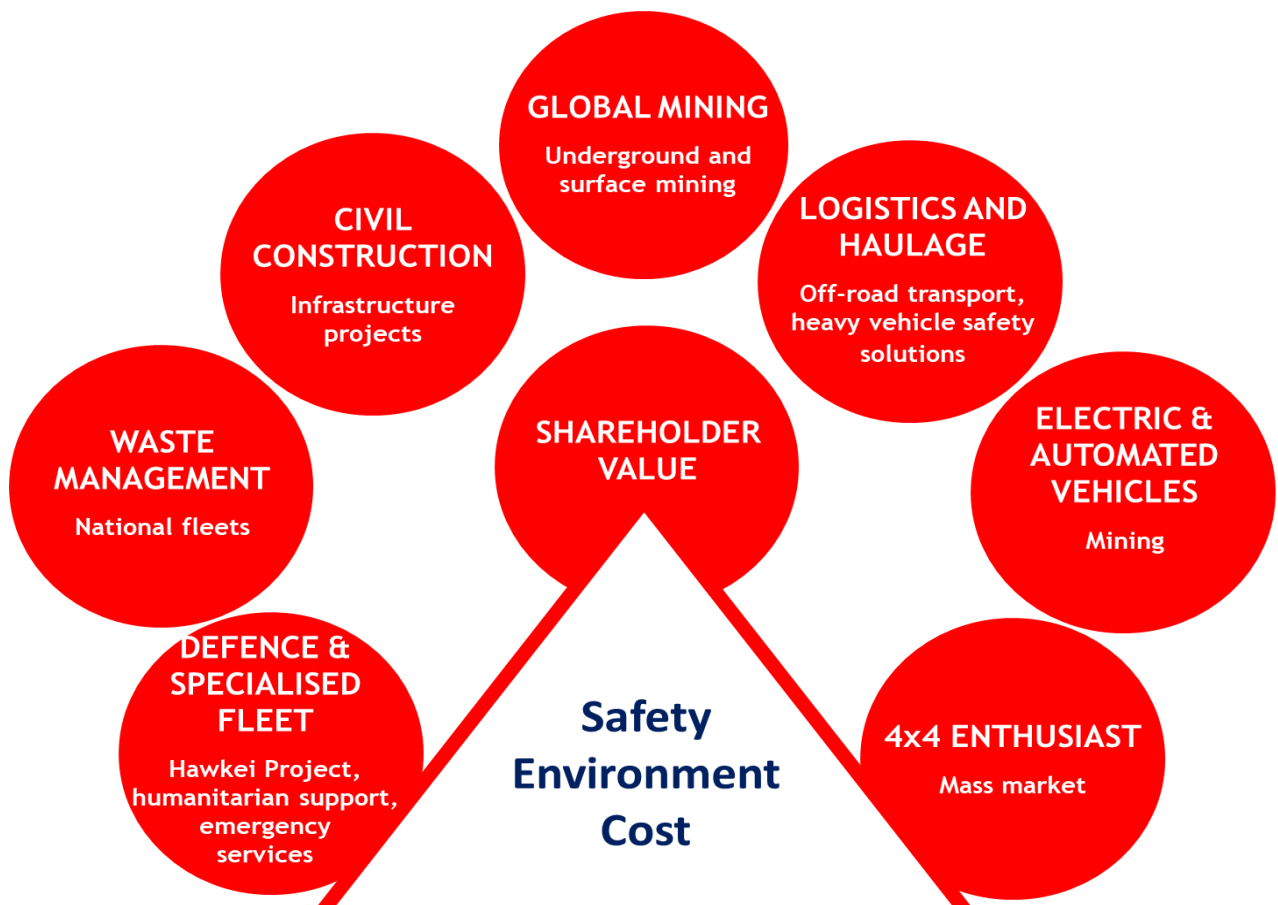 GLOBAL MINING
Underground and
surface mining
CIVIL
CONSTRUCTION
Infrastructure
projects
LOGISTICS AND
HAULAGE
Off-road transport,
heavy vehicle safety
solutions
WASTE
MANAGEMENT
National fleets
SHAREHOLDER
VALUE
ELECTRIC &
AUTOMATED
VEHICLES
Mining
DEFENCE &
SPECIALISED
FLEET
Hawkei Project,
humanitarian support,
emergency
services
Safety
Environment
Cost
4x4 ENTHUSIAST
Mass market